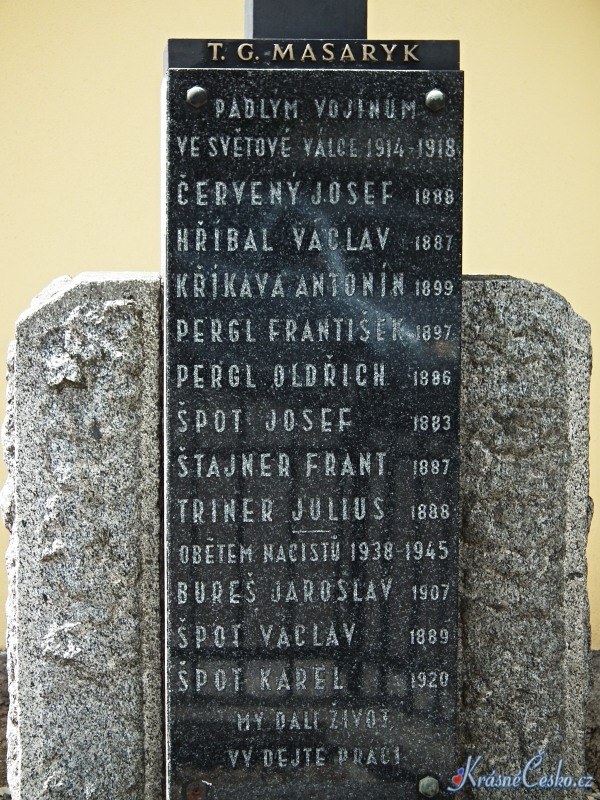 T. G. MASARYK
PADLÝM VOJÍNŮM
VE SVĚTOVÉ VÁLCE 1914-1918
ČERVENÝ JOSEF 1888
HŘÍBAL VÁCLAV 1887
KŘÍKAVA ANTONÍN 1899
PERGL FRANTIŠEK 1897
PERGL OLDŘICH 1886
ŠPOT JOSEF 1883
ŠTAJNER FRANT. 1887
TRINER JULIUS 1888
OBĚTEM NACISTŮ 1938-1945
BUREŠ JAROSLAV 1907
ŠPOT VÁCLAV 1889
ŠPOT KAREL 1920
MY DALI ŽIVOT
VY DEJTE PRÁCI
KrásnéČesko.cz